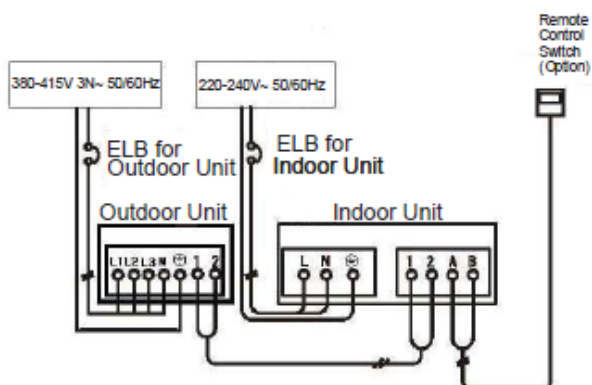 Remote
Control
Switch
(Option)
380-415V 3N~ 50/60Hz
220-240V~ 50/60Hz
ELB for
Outdoor Unit
ELB for
Indoor Unit
Outdoor Unit
Indoor Unit
L1 L2 L3 N 1 2
L N
1 2 A B